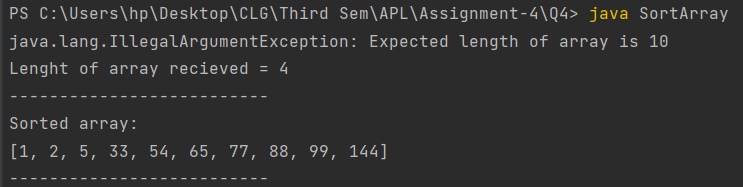 PS C:\Users\hp\Desktop\CLG\Third Sem\APL\Assignment-4\Q4> java SortArray
java.lang.IllegalArgumentException: Expected length of array is 10
Lenght of array recieved = 4
--------------------------
Sorted array:
[1, 2, 5, 33, 54, 65, 77, 88, 99, 144]
--------------------------